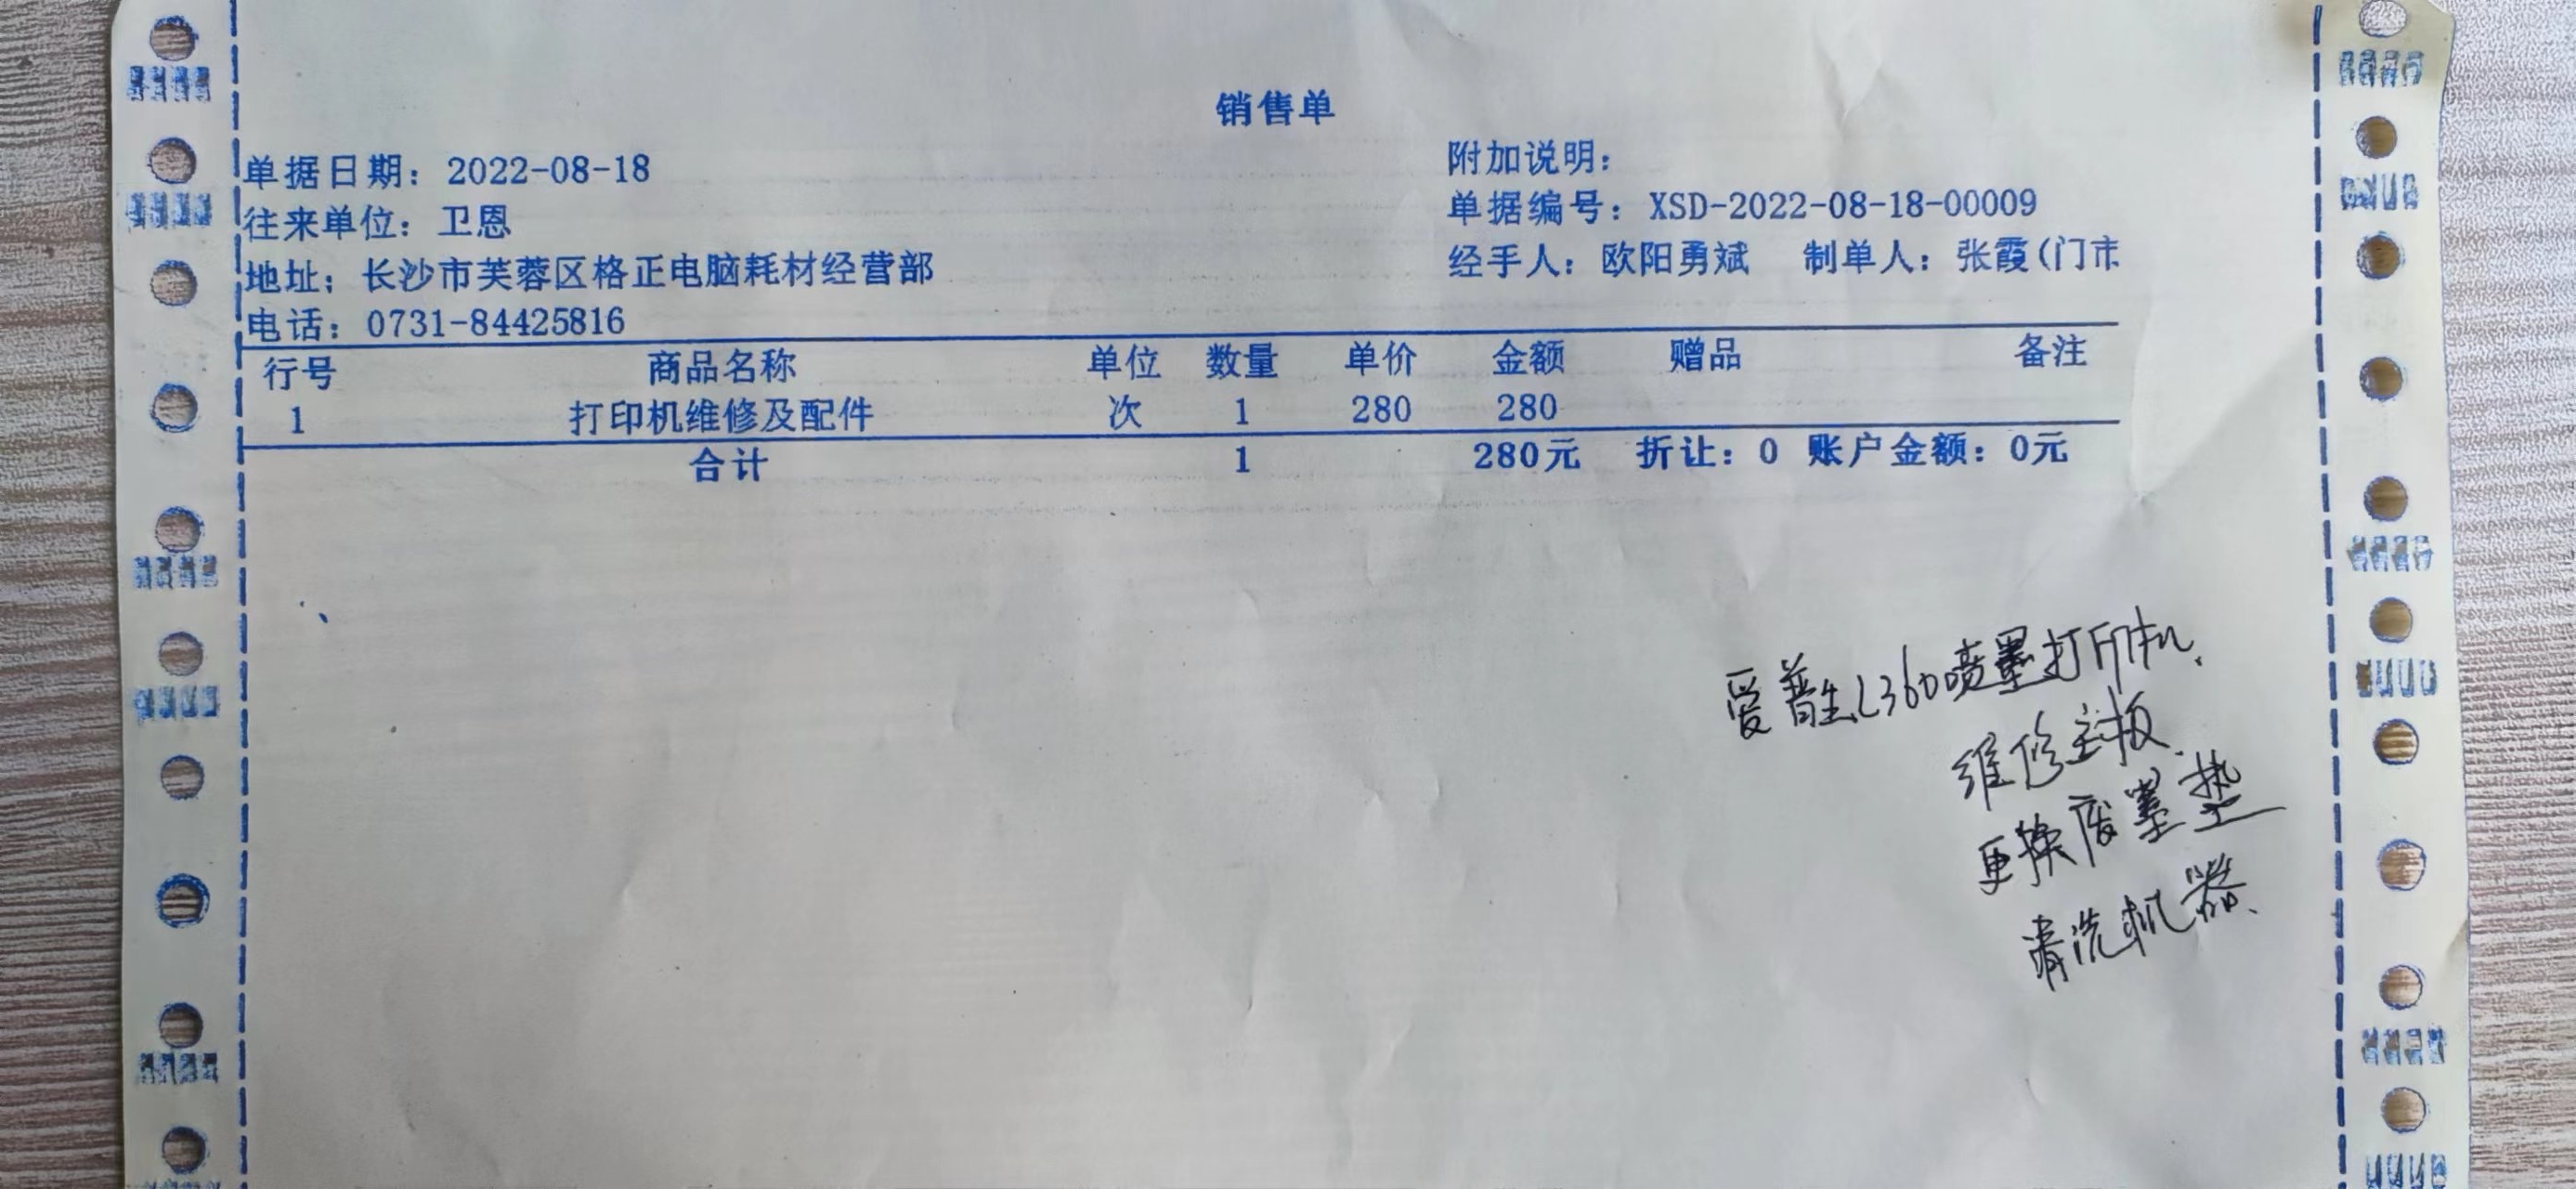 销售单
单据日期：2022-08-18
附加说明：
往来单位：卫恩
单据编号：XSD-2022-08-18-00009
地址：长沙市芙蓉区格正电脑耗材经营部
经手人：欧阳勇斌 制单人：张霞(门市
电话：0731-84425816
行号 商品名称 单位 数量 单价 金额 赠品 备注
1 打印机维修及配件 次 1 280 280
合计 1 280元 折让：0 账户金额：0元
爱普生L360喷墨打印机.
维修主板.
更换废墨垫
清洗机器.